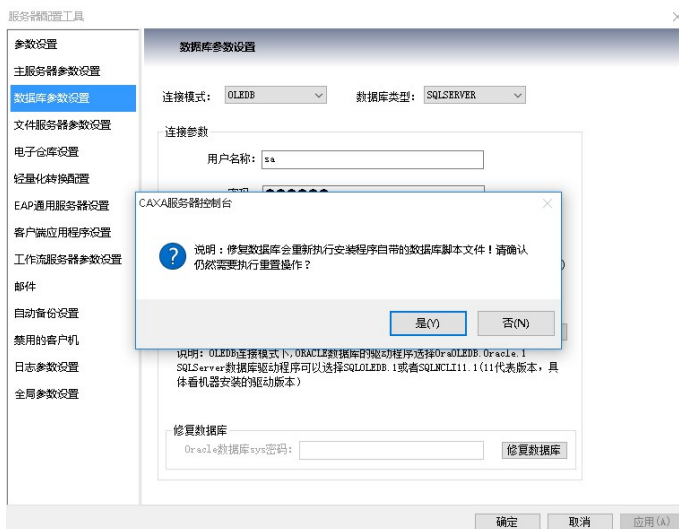 服务器配置工具
参数设置
主服务器参数设置
数据库参数设置
文件服务器参数设置
电子仓库设置
轻量化转换配置
EAP通用服务器设置
客户端应用程序设置
工作流服务器参数设置
邮件
自动备份设置
禁用的客户机
日志参数设置
全局参数设置
数据库参数设置
连接模式: OLEDB 数据库类型: SQLSERVER
连接参数
用户名称: sa
CAXA服务器控制台
说明：修复数据库会重新执行安装程序自带的数据库脚本文件！请确认
仍然需要执行重置操作？
是(Y) 否(N)
说明: OLEDB连接模式下,ORACLE数据库的驱动程序选择OraOLEDB.Oracle.1
SQLServer数据库驱动程序可以选择SQLOLEDB.1或者SQLNCLI11.1(11代表版本，具
体看机器安装的驱动版本)
修复数据库
Oracle数据库sys密码: 修复数据库
确定 取消 应用(A)